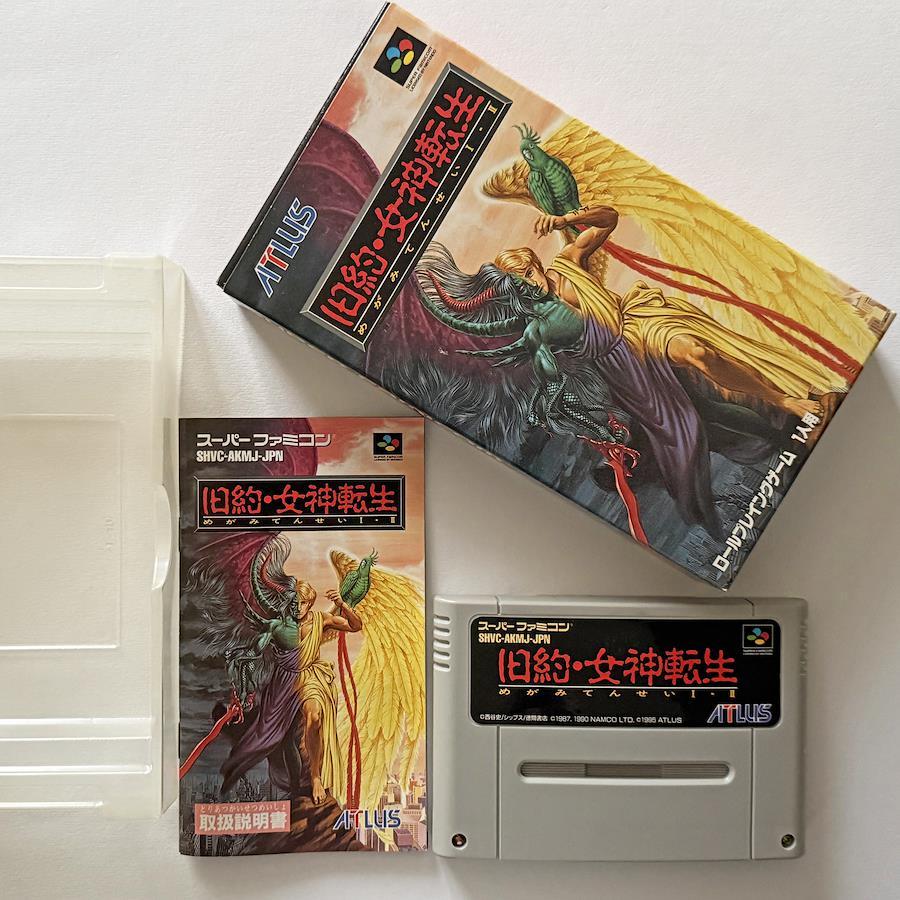 SUPER FAMICOM
LICENSED BY NINTENDO
旧約・女神転生
めがみてんせいI・II
ATLUS
ロールプレイングゲーム 1人用
スーパーファミコン
SHVC-AKMJ-JPN
旧約・女神転生
めがみてんせいI・II
とりあつかいせつめいしょ
取扱説明書
ATLUS
スーパーファミコン
SHVC-AKMJ-JPN
旧約・女神転生
めがみてんせいI・II
ATLUS
©西谷史/シップス/徳間書店 ©1987, 1990 NAMCO LTD. ©1995 ATLUS